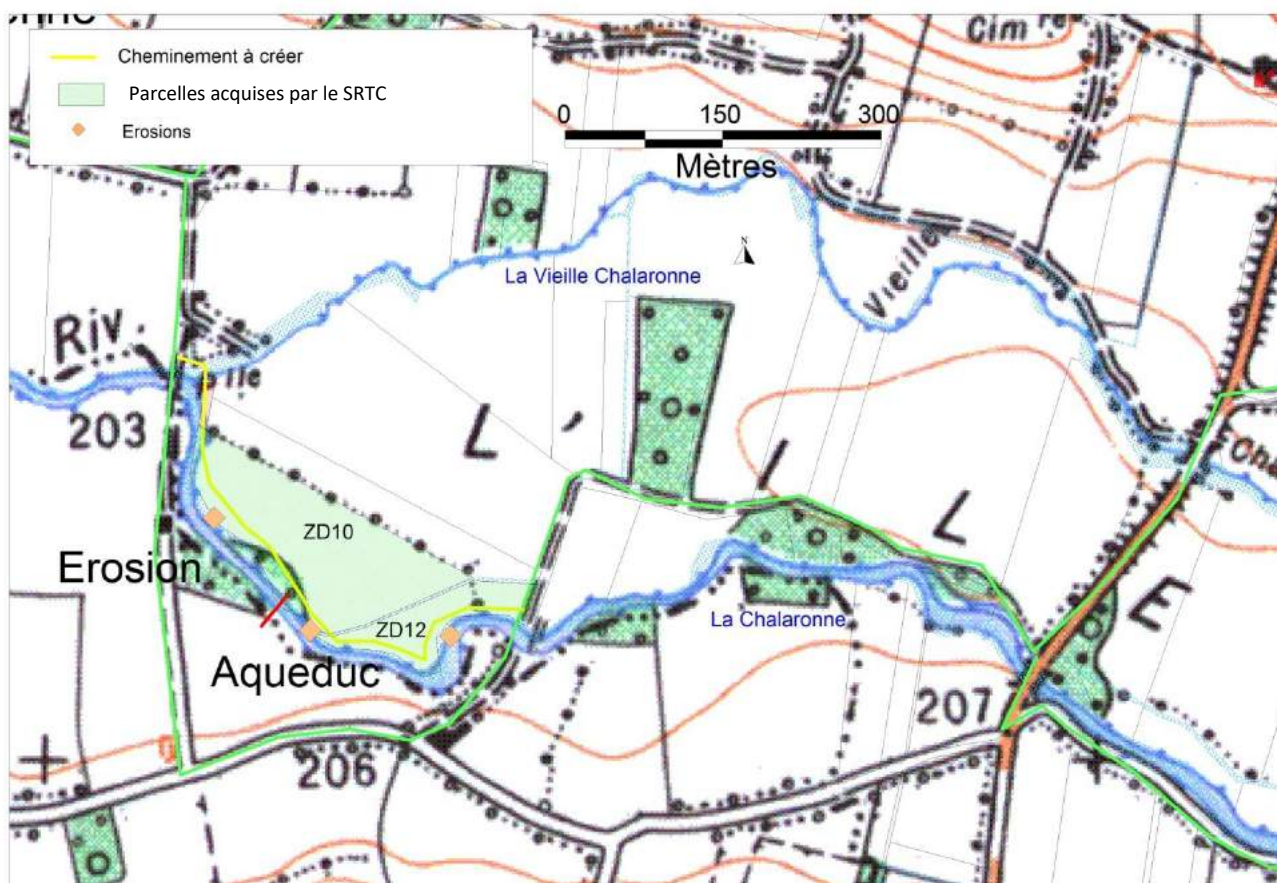 Cheminement à créer
Parcelles acquises par le SRTC
Erosions
0 150 300
Mètres
La Vieille Chalaronne
Vieille
Riv.
203
L' I L L E
ZD10
Erosion
ZD12
La Chalaronne
Aqueduc
207
206